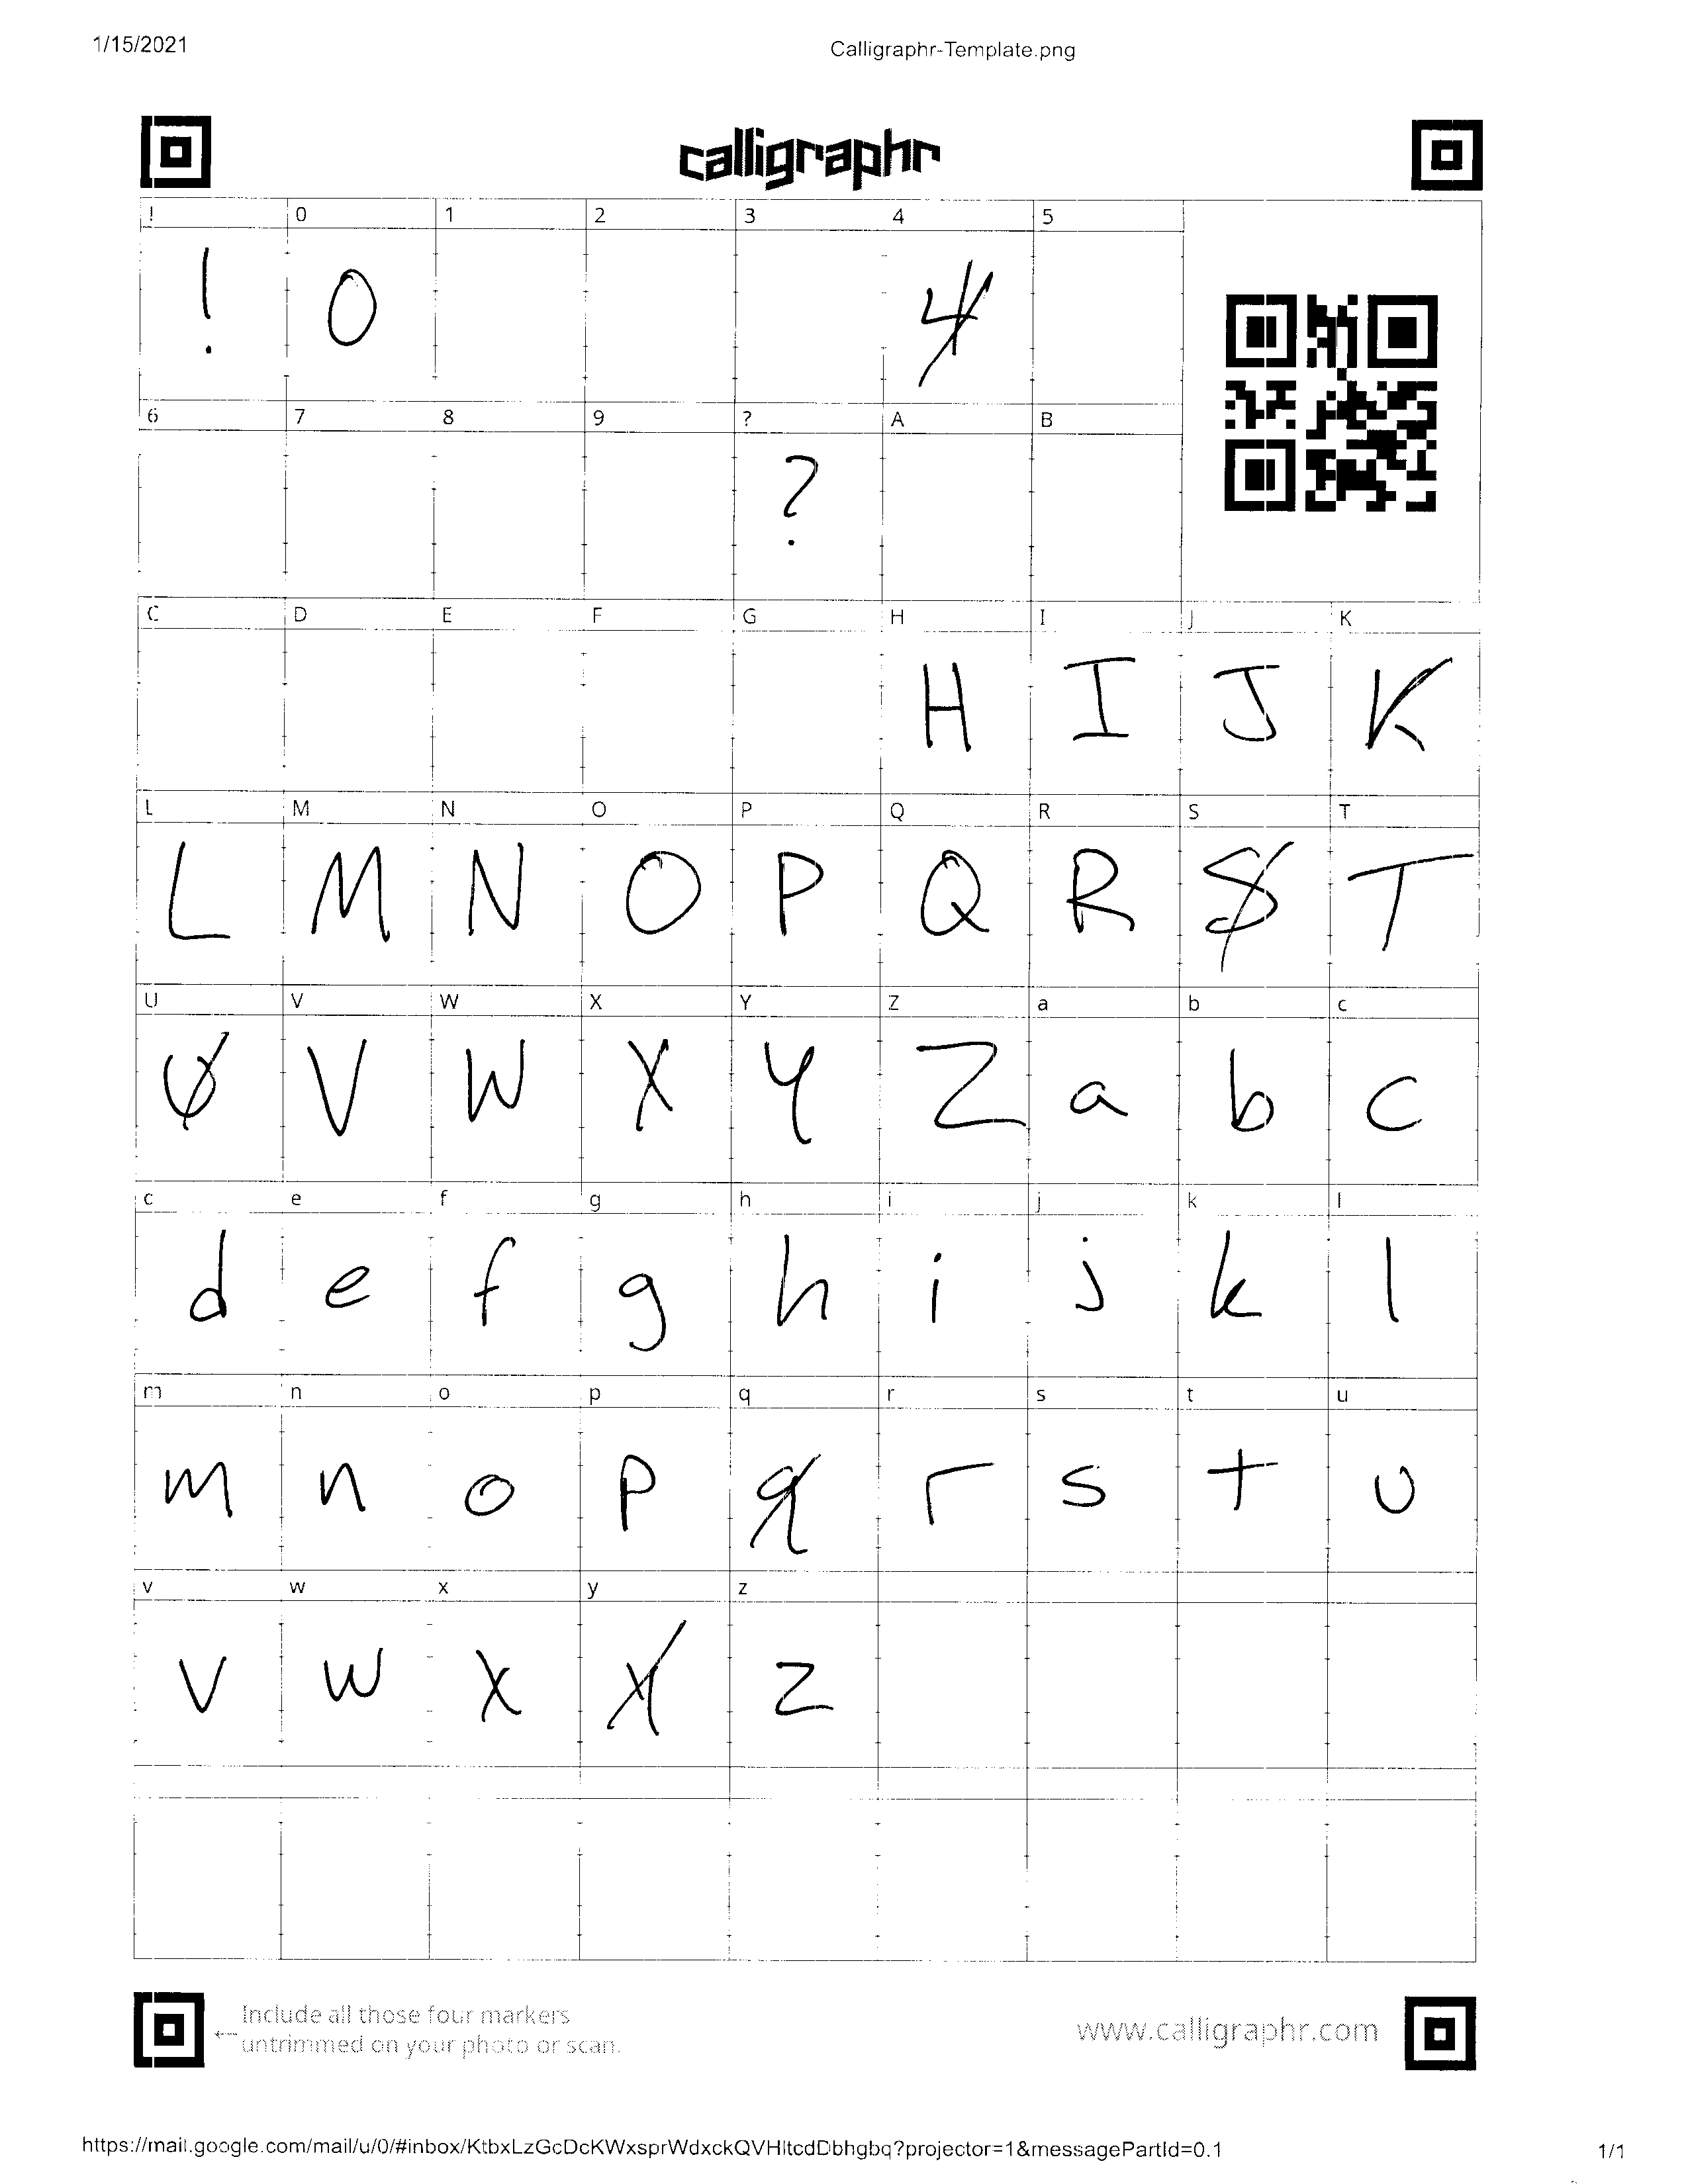 1/15/2021 Calligraphr-Template.png
calligraphr
! 0 1 2 3 4 5
! 0 4
6 7 8 9 ? A B
?
C D E F G H I J K
H I J K
L M N O P Q R S T
L M N O P Q R S T
U V W X Y Z a b c
U V W X Y Z a b c
c e f g h i j k l
d e f g h i j k l
m n o p q r s t u
m n o p q r s t u
v w x y z
v w x x z
Include all those four markers
← untrimmed on your photo or scan.
www.calligraphr.com
https://mail.google.com/mail/u/0/#inbox/KtbxLzGcDcKWxsprWdxckQVHltcdDbhgbq?projector=1&messagePartId=0.1 1/1